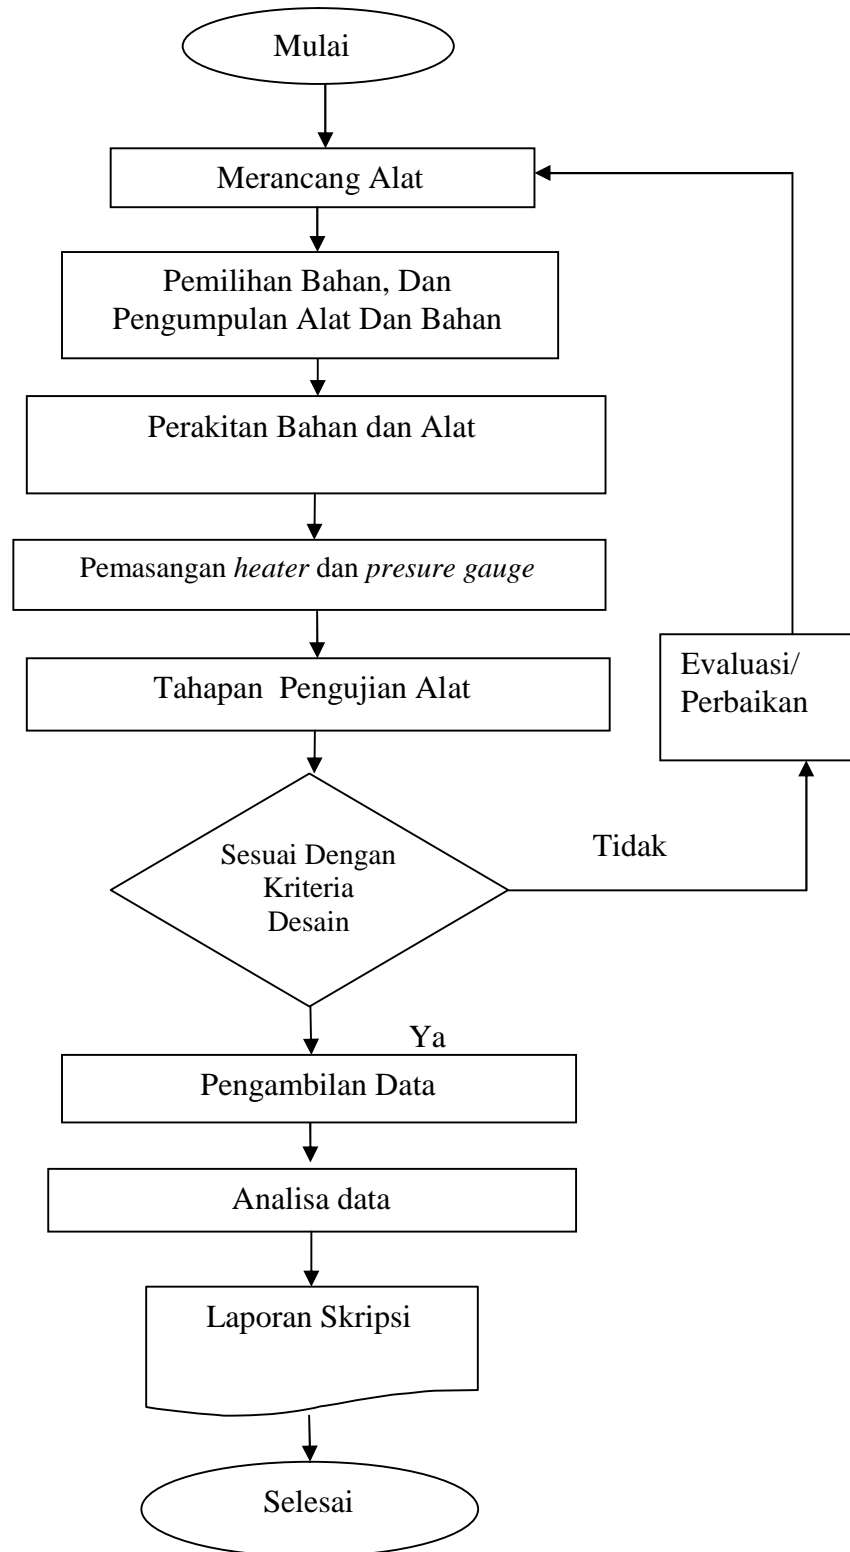 Mulai
Merancang Alat
Pemilihan Bahan, Dan
Pengumpulan Alat Dan Bahan
Perakitan Bahan dan Alat
Pemasangan heater dan presure gauge
Tahapan  Pengujian Alat
Evaluasi/
Perbaikan
Sesuai Dengan
Kriteria
Desain
Tidak
Ya
Pengambilan Data
Analisa data
Laporan Skripsi
Selesai